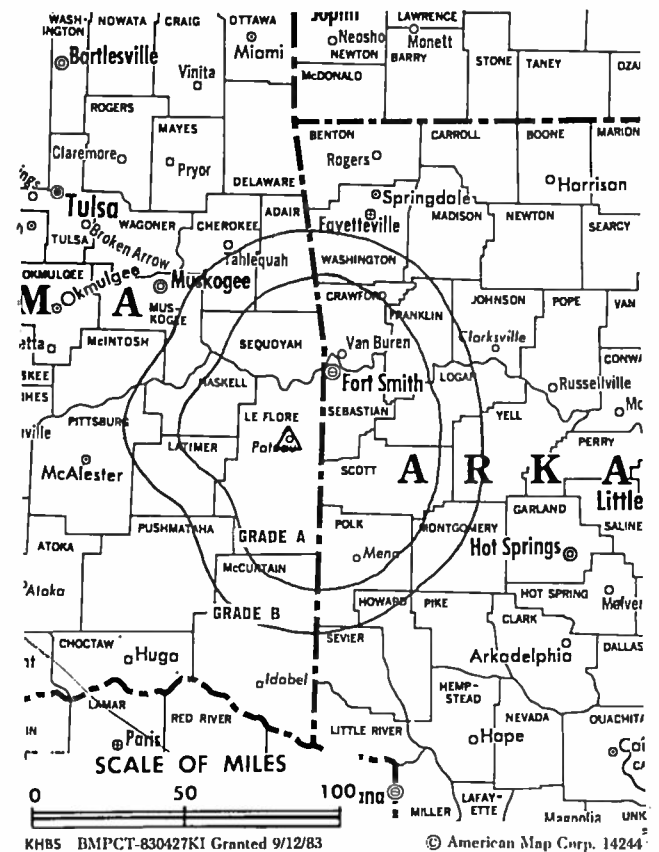 WASH-
INGTON
NOWATA
CRAIG
OTTAWA
Joplin
LAWRENCE
Miami
Neosho
Monett
Bartlesville
NEWTON
BARRY
STONE
TANEY
Vinita
McDONALD
ROGERS
MAYES
BENTON
CARROLL
BOONE
MARION
Claremore
Pryor
Rogers
Harrison
DELAWARE
Springdale
Tulsa
ADAIR
Fayetteville
MADISON
NEWTON
WAGONER
CHEROKEE
SEARCY
TULSA
Broken Arrow
Tahlequah
WASHINGTON
OKMULGEE
Muskogee
CRAWFORD
JOHNSON
POPE
VAN
M A
Okmulgee
MUS-
KOGEE
FRANKLIN
McINTOSH
SEQUOYAH
Van Buren
Clarksville
CONWA
SKEE
HASKELL
Fort Smith
LOGAN
Russellville
HES
LE FLORE
SEBASTIAN
YELL
PITTSBURG
Poteau
PERRY
LATIMER
McAlester
SCOTT
A R K A
Little
GARLAND
PUSHMATAHA
POLK
MONTGOMERY
SALINE
ATOKA
GRADE A
Mena
Hot Springs
McCURTAIN
Atoka
HOWARD
PIKE
HOT SPRING
Malver
GRADE B
CLARK
CHOCTAW
SEVIER
DALLAS
Hugo
Arkadelphia
Idabel
HEMP-
STEAD
LAMAR
RED RIVER
NEVADA
OUACHITA
LITTLE RIVER
Paris
Hope
SCALE OF MILES
0 50 100
MILLER
LAFAY-
ETTE
Magnolia
KHBS BMPCT-830427KI Granted 9/12/83
© American Map Corp. 14244